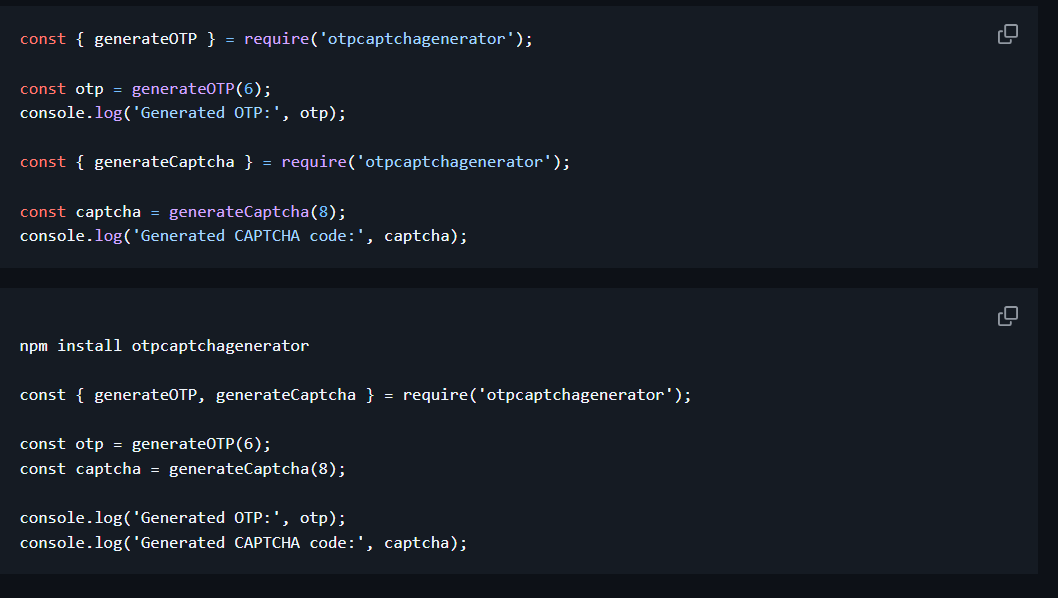 const { generateOTP } = require('otpcaptchagenerator');
const otp = generateOTP(6);
console.log('Generated OTP:', otp);
const { generateCaptcha } = require('otpcaptchagenerator');
const captcha = generateCaptcha(8);
console.log('Generated CAPTCHA code:', captcha);
npm install otpcaptchagenerator
const { generateOTP, generateCaptcha } = require('otpcaptchagenerator');
const otp = generateOTP(6);
const captcha = generateCaptcha(8);
console.log('Generated OTP:', otp);
console.log('Generated CAPTCHA code:', captcha);